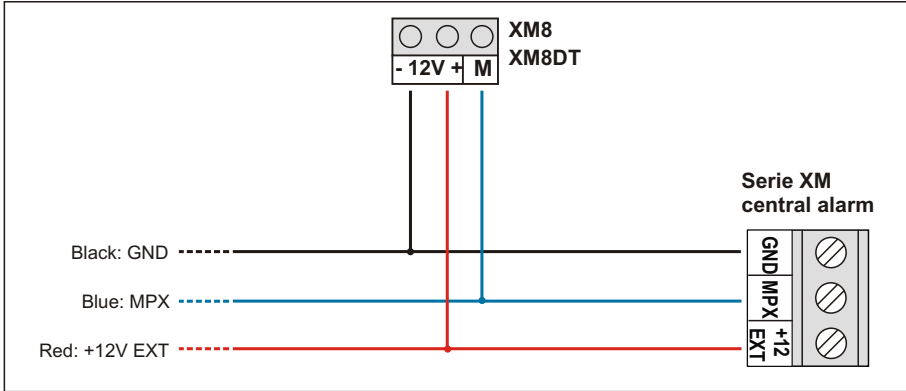 XM8
XM8DT
- 12V + M
Serie XM
central alarm
Black: GND
GND
Blue: MPX
MPX
Red: +12V EXT
+12
EXT